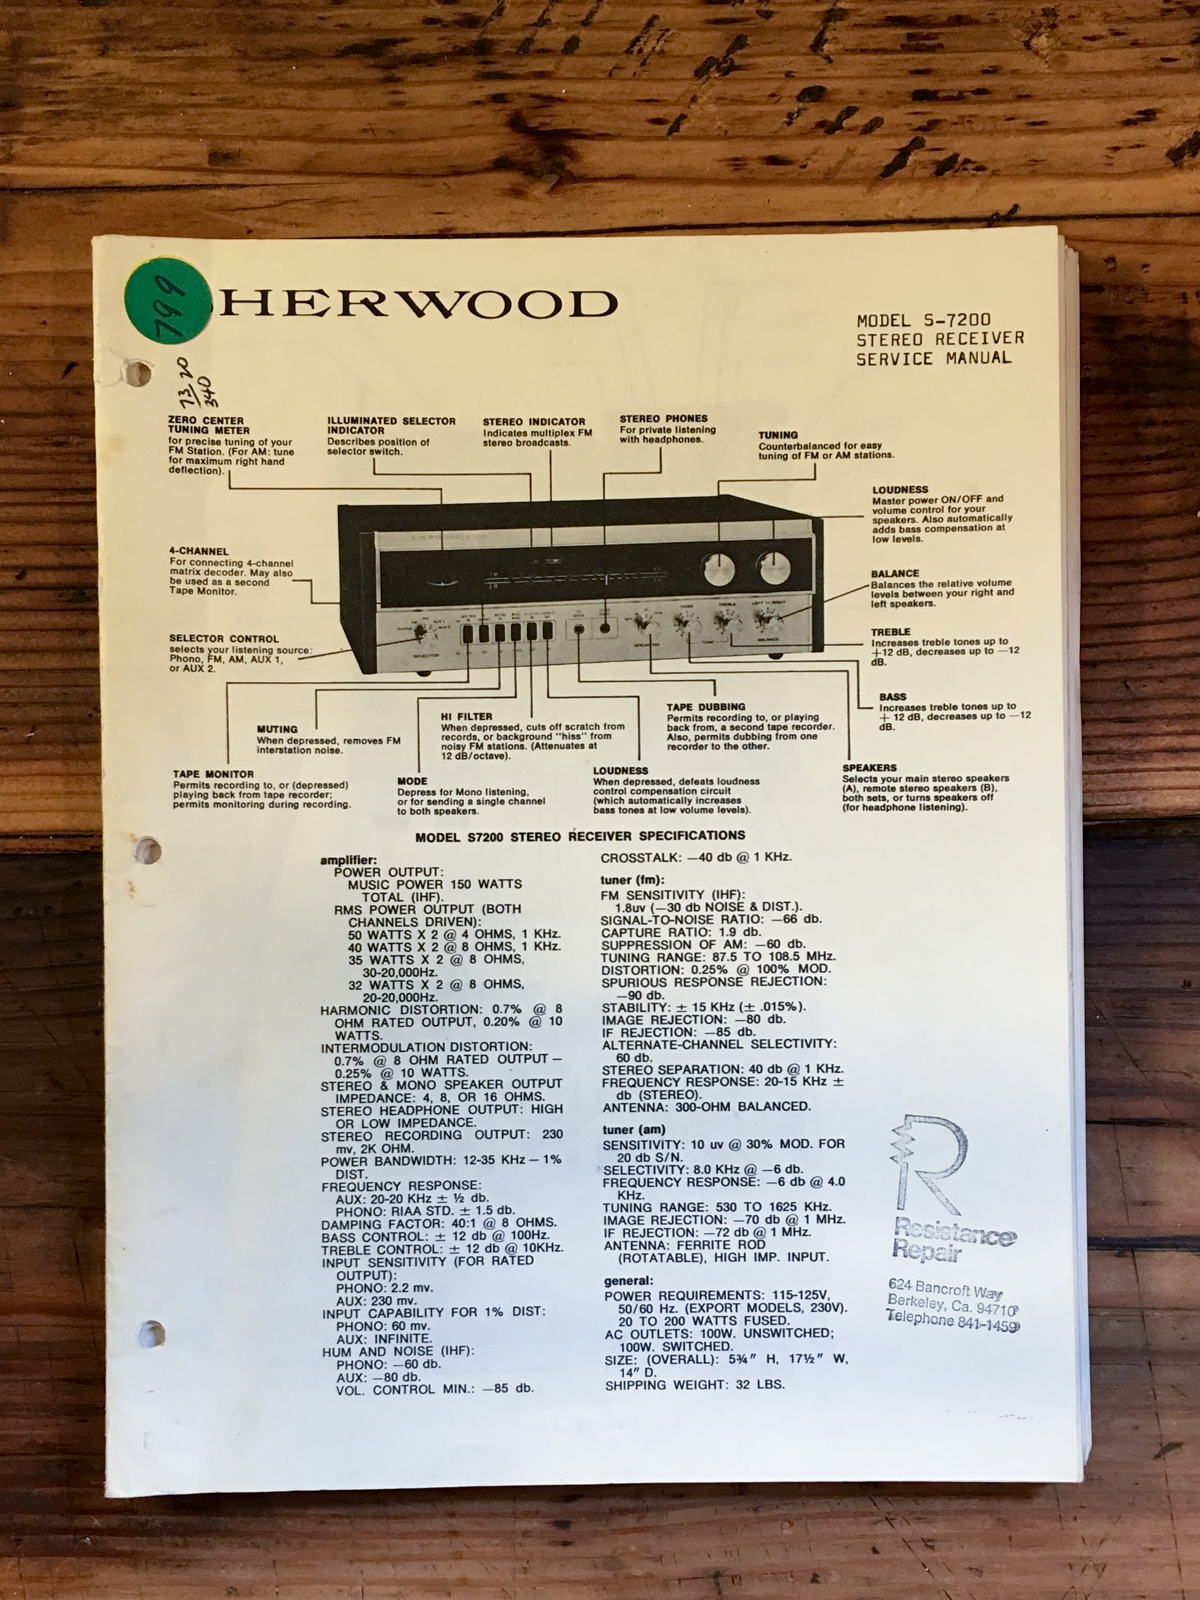 799
HERWOOD
73-20
340
MODEL S-7200
STEREO RECEIVER
SERVICE MANUAL
ZERO CENTER
TUNING METER
for precise tuning of your
FM Station. (For AM: tune
for maximum right hand
deflection).
ILLUMINATED SELECTOR
INDICATOR
Describes position of
selector switch.
STEREO INDICATOR
Indicates multiplex FM
stereo broadcasts.
STEREO PHONES
For private listening
with headphones.
TUNING
Counterbalanced for easy
tuning of FM or AM stations.
LOUDNESS
Master power ON/OFF and
volume control for your
speakers. Also automatically
adds bass compensation at
low levels.
4-CHANNEL
For connecting 4-channel
matrix decoder. May also
be used as a second
Tape Monitor.
BALANCE
Balances the relative volume
levels between your right and
left speakers.
SELECTOR CONTROL
selects your listening source:
Phono, FM, AM, AUX 1,
or AUX 2.
TREBLE
Increases treble tones up to
+12 dB, decreases up to —12
dB.
BASS
Increases treble tones up to
+ 12 dB, decreases up to —12
dB.
MUTING
When depressed, removes FM
interstation noise.
HI FILTER
When depressed, cuts off scratch from
records, or background "hiss" from
noisy FM stations. (Attenuates at
12 dB/octave).
TAPE DUBBING
Permits recording to, or playing
back from, a second tape recorder.
Also, permits dubbing from one
recorder to the other.
TAPE MONITOR
Permits recording to, or (depressed)
playing back from tape recorder;
permits monitoring during recording.
MODE
Depress for Mono listening,
or for sending a single channel
to both speakers.
LOUDNESS
When depressed, defeats loudness
control compensation circuit
(which automatically increases
bass tones at low volume levels).
SPEAKERS
Selects your main stereo speakers
(A), remote stereo speakers (B),
both sets, or turns speakers off
(for headphone listening).
MODEL S7200 STEREO RECEIVER SPECIFICATIONS
amplifier:
POWER OUTPUT:
MUSIC POWER 150 WATTS
TOTAL (IHF).
RMS POWER OUTPUT (BOTH
CHANNELS DRIVEN):
50 WATTS X 2 @ 4 OHMS, 1 KHz.
40 WATTS X 2 @ 8 OHMS, 1 KHz.
35 WATTS X 2 @ 8 OHMS,
30-20,000Hz.
32 WATTS X 2 @ 8 OHMS,
20-20,000Hz.
HARMONIC DISTORTION: 0.7% @ 8
OHM RATED OUTPUT, 0.20% @ 10
WATTS.
INTERMODULATION DISTORTION:
0.7% @ 8 OHM RATED OUTPUT —
0.25% @ 10 WATTS.
STEREO & MONO SPEAKER OUTPUT
IMPEDANCE: 4, 8, OR 16 OHMS.
STEREO HEADPHONE OUTPUT: HIGH
OR LOW IMPEDANCE.
STEREO RECORDING OUTPUT: 230
mv, 2K OHM.
POWER BANDWIDTH: 12-35 KHz — 1%
DIST.
FREQUENCY RESPONSE:
AUX: 20-20 KHz ± ½ db.
PHONO: RIAA STD. ± 1.5 db.
DAMPING FACTOR: 40:1 @ 8 OHMS.
BASS CONTROL: ± 12 db @ 100Hz.
TREBLE CONTROL: ± 12 db @ 10KHz.
INPUT SENSITIVITY (FOR RATED
OUTPUT):
PHONO: 2.2 mv.
AUX: 230 mv.
INPUT CAPABILITY FOR 1% DIST:
PHONO: 60 mv.
AUX: INFINITE.
HUM AND NOISE (IHF):
PHONO: —60 db.
AUX: —80 db.
VOL. CONTROL MIN.: —85 db.
CROSSTALK: —40 db @ 1 KHz.
tuner (fm):
FM SENSITIVITY (IHF):
1.8uv (—30 db NOISE & DIST.).
SIGNAL-TO-NOISE RATIO: —66 db.
CAPTURE RATIO: 1.9 db.
SUPPRESSION OF AM: —60 db.
TUNING RANGE: 87.5 TO 108.5 MHz.
DISTORTION: 0.25% @ 100% MOD.
SPURIOUS RESPONSE REJECTION:
—90 db.
STABILITY: ± 15 KHz (± .015%).
IMAGE REJECTION: —80 db.
IF REJECTION: —85 db.
ALTERNATE-CHANNEL SELECTIVITY:
60 db.
STEREO SEPARATION: 40 db @ 1 KHz.
FREQUENCY RESPONSE: 20-15 KHz ±
db (STEREO).
ANTENNA: 300-OHM BALANCED.
tuner (am)
SENSITIVITY: 10 uv @ 30% MOD. FOR
20 db S/N.
SELECTIVITY: 8.0 KHz @ —6 db.
FREQUENCY RESPONSE: —6 db @ 4.0
KHz.
TUNING RANGE: 530 TO 1625 KHz.
IMAGE REJECTION: —70 db @ 1 MHz.
IF REJECTION: —72 db @ 1 MHz.
ANTENNA: FERRITE ROD
(ROTATABLE), HIGH IMP. INPUT.
general:
POWER REQUIREMENTS: 115-125V,
50/60 Hz. (EXPORT MODELS, 230V).
20 TO 200 WATTS FUSED.
AC OUTLETS: 100W. UNSWITCHED;
100W. SWITCHED.
SIZE: (OVERALL): 5¾" H, 17½" W,
14" D.
SHIPPING WEIGHT: 32 LBS.
R
Resistance
Repair
624 Bancroft Way
Berkeley, Ca. 94710
Telephone 841-1459